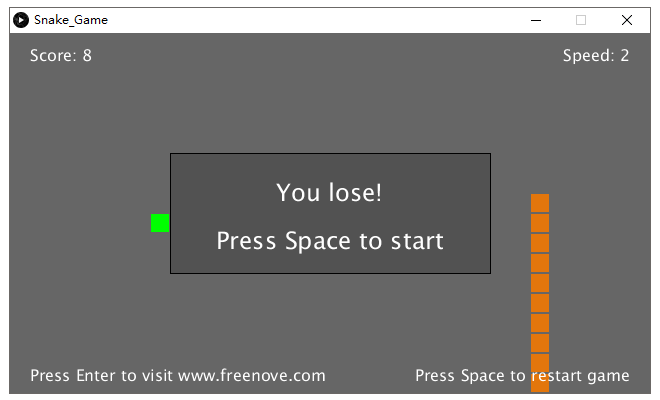 Snake_Game
Score: 8
Speed: 2
You lose!
Press Space to start
Press Enter to visit www.freenove.com
Press Space to restart game